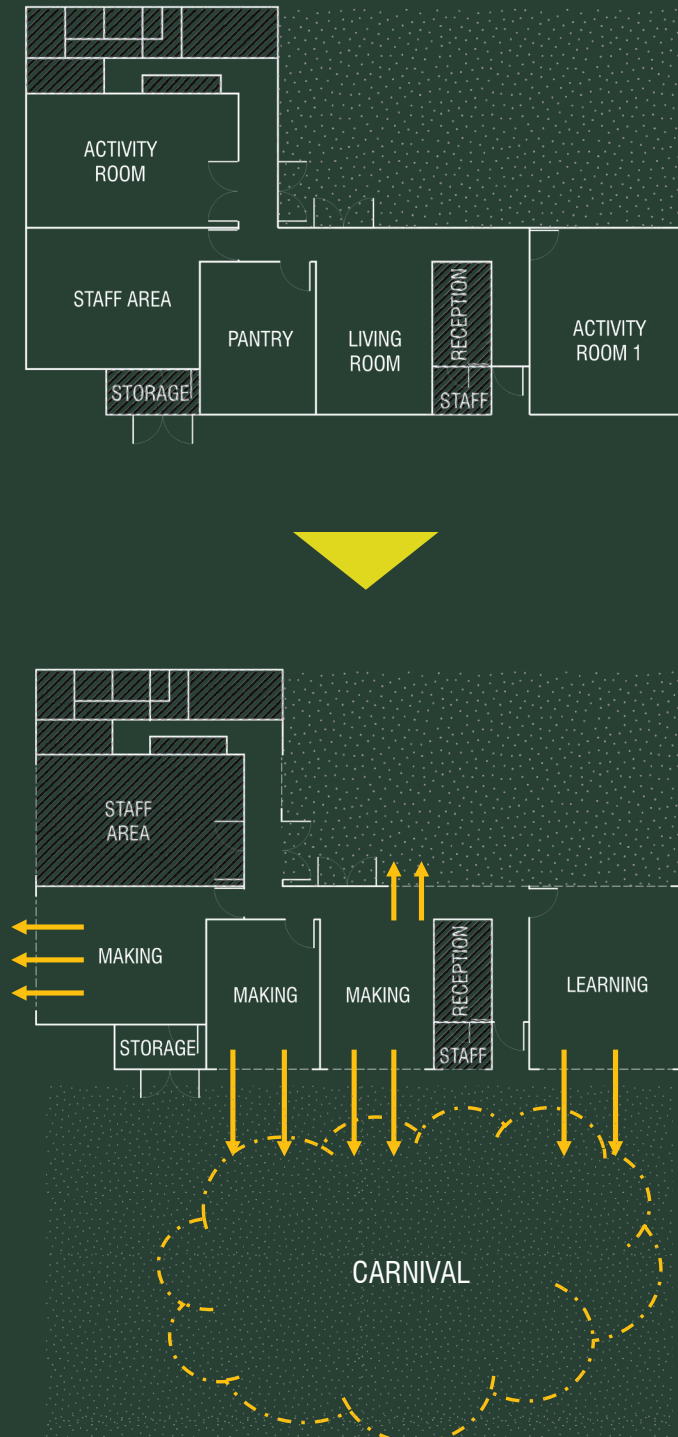 ACTIVITY
ROOM
STAFF AREA
PANTRY
LIVING
ROOM
RECEPTION
ACTIVITY
ROOM 1
STORAGE
STAFF
STAFF
AREA
MAKING
MAKING
MAKING
RECEPTION
LEARNING
STORAGE
STAFF
CARNIVAL